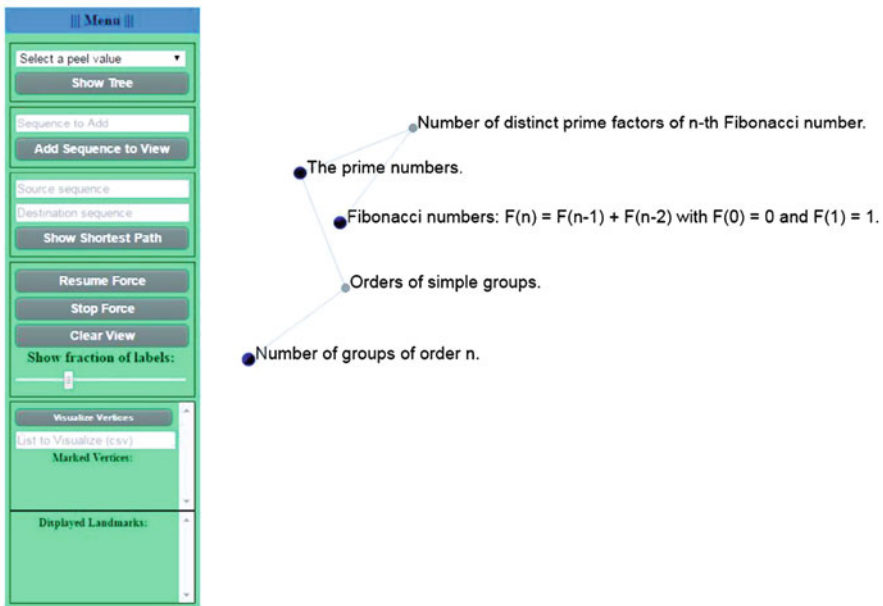 ||| Menu |||
Select a peel value
Show Tree
Sequence to Add
Add Sequence to View
Source sequence
Destination sequence
Show Shortest Path
Resume Force
Stop Force
Clear View
Show fraction of labels:
Visualize Vertices
List to Visualize (csv)
Marked Vertices:
Displayed Landmarks:
Number of distinct prime factors of n-th Fibonacci number.
The prime numbers.
Fibonacci numbers: F(n) = F(n-1) + F(n-2) with F(0) = 0 and F(1) = 1.
Orders of simple groups.
Number of groups of order n.